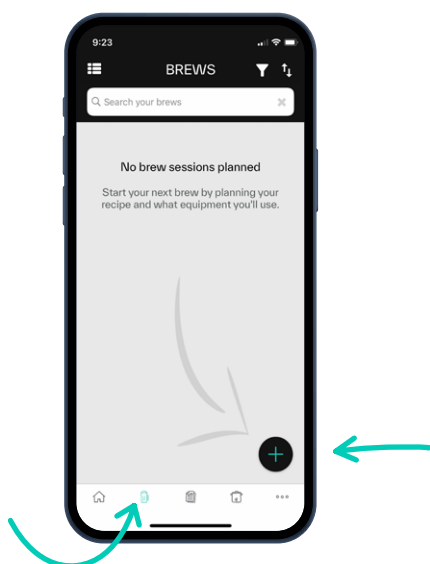 9:23
BREWS
Search your brews
No brew sessions planned
Start your next brew by planning your
recipe and what equipment you'll use.